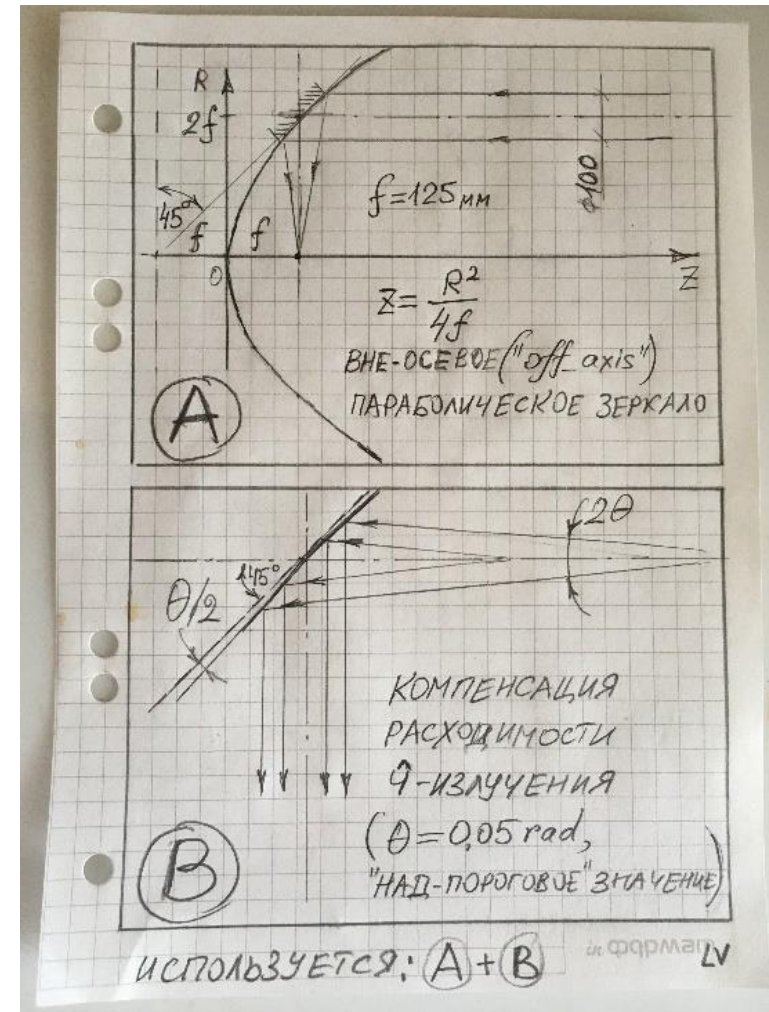 R
2f
45°
f
f
0
f=125мм
ø100
Z
Z= R²/4f
ВНЕ-ОСЕВОЕ("off_axis")
ПАРАБОЛИЧЕСКОЕ ЗЕРКАЛО
A
2θ
45°
θ/2
КОМПЕНСАЦИЯ
РАСХОДИМОСТИ
-ИЗЛУЧЕНИЯ
(θ=0,05 rad,
"НАД-ПОРОГОВОЕ" ЗНАЧЕНИЕ)
B
ИСПОЛЬЗУЕТСЯ: A + B
LV